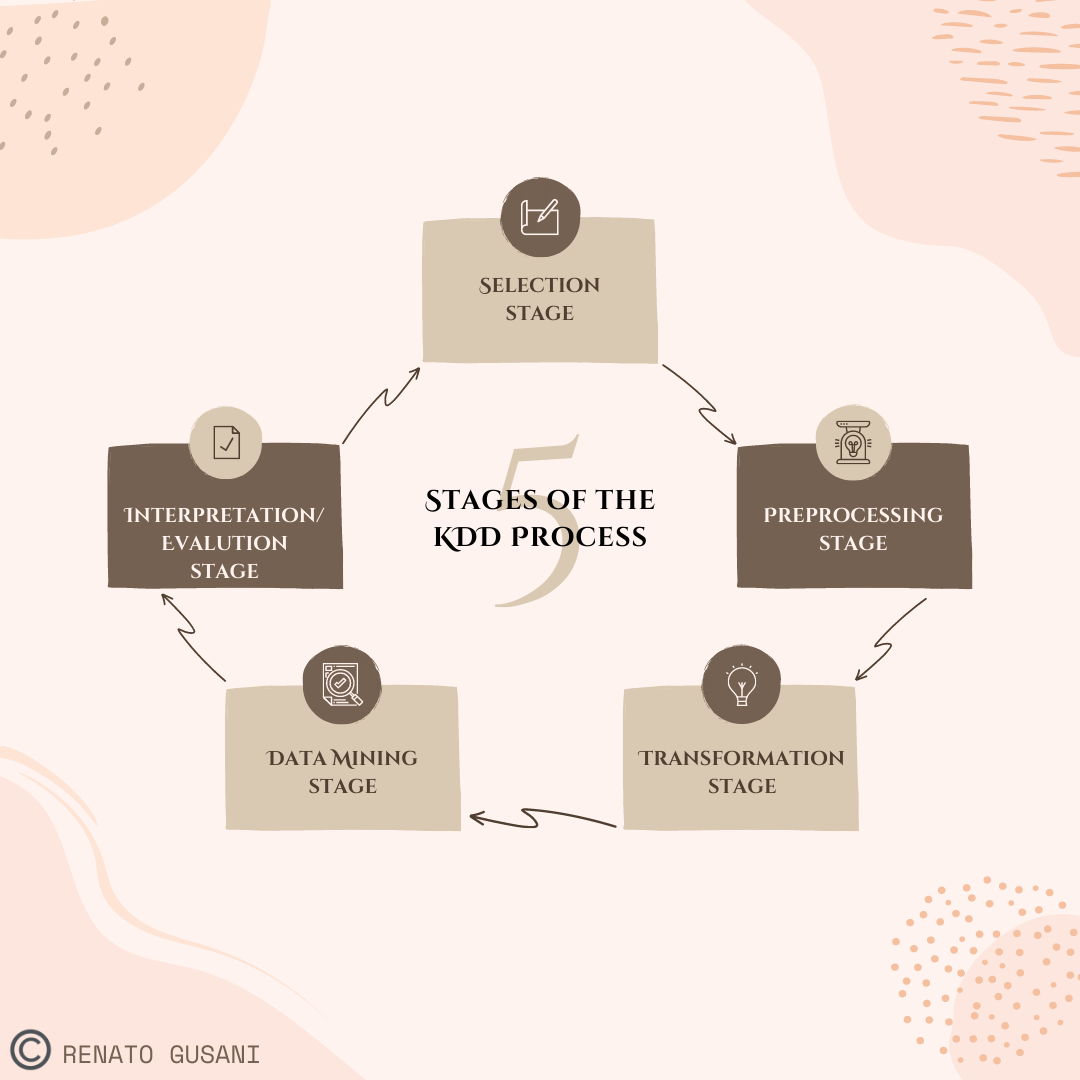 Selection
stage
5
Stages of the
KDD Process
Preprocessing
stage
Transformation
stage
Data Mining
stage
Interpretation/
Evalution
stage
© RENATO GUSANI